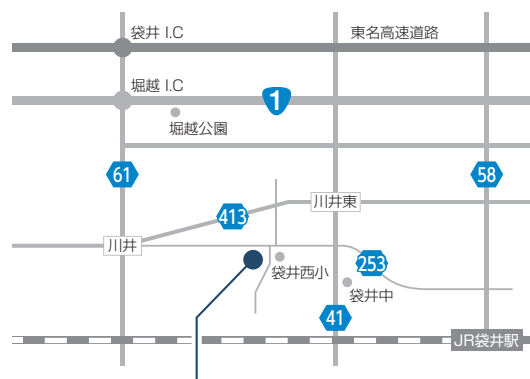 袋井 I.C
東名高速道路
堀越 I.C
1
堀越公園
61
58
川井東
413
川井
袋井西小
253
袋井中
41
JR袋井駅